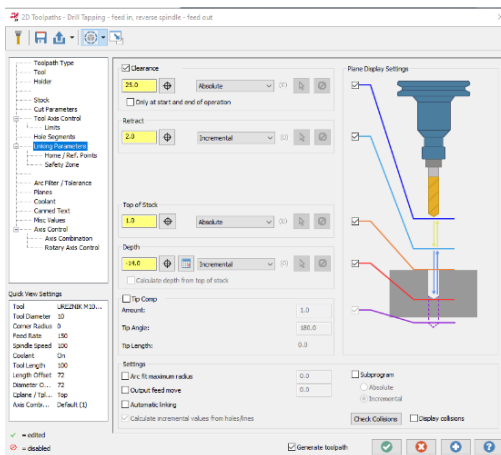 2D Toolpaths - Drill Tapping - feed in, reverse spindle - feed out
Toolpath Type
Tool
Holder
Stock
Cut Parameters
Tool Axis Control
Limits
Hole Segments
Linking Parameters
Home / Ref. Points
Safety Zone
Arc Filter / Tolerance
Planes
Coolant
Canned Text
Misc Values
Axis Control
Axis Combination
Rotary Axis Control
Quick View Settings
Tool UREZNIK M10...
Tool Diameter 10
Corner Radius 0
Feed Rate 150
Spindle Speed 100
Coolant On
Tool Length 100
Length Offset 72
Diameter O... 72
Cplane / Tpl... Top
Axis Combi... Default (1)
= edited
= disabled
Clearance
25.0 Absolute (0)
Only at start and end of operation
Retract
2.0 Incremental (0)
Top of Stock
1.0 Absolute (0)
Depth
-14.0 Incremental (0)
Calculate depth from top of stock
Tip Comp
Amount: 1.0
Tip Angle: 180.0
Tip Length: 0.0
Settings
Arc fit maximum radius 0.0
Output feed move 0.0
Automatic linking
Calculate incremental values from holes/lines
Plane Display Settings
Subprogram
Absolute
Incremental
Check Collisions Display collisions
Generate toolpath